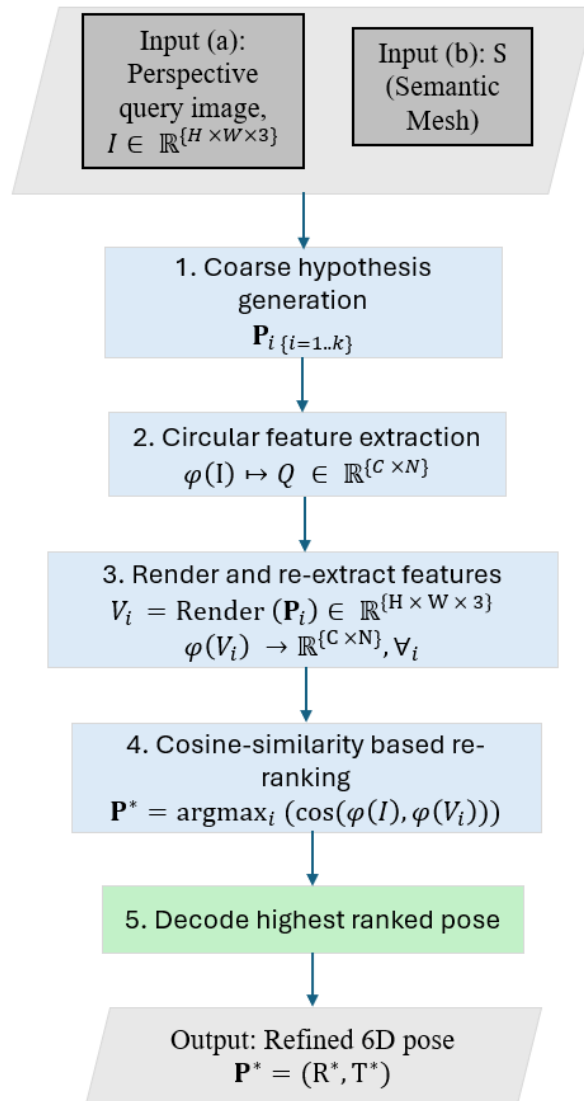 Input (a):
Perspective
query image,
I ∈ ℝ^{H ×W×3}
Input (b): S
(Semantic
Mesh)
1. Coarse hypothesis
generation
𝐏_i {i=1..k}
2. Circular feature extraction
φ(I) ↦ Q ∈ ℝ^{C ×N}
3. Render and re-extract features
V_i = Render (𝐏_i) ∈ ℝ^{H × W × 3}
φ(V_i) → ℝ^{C ×N}, ∀_i
4. Cosine-similarity based re-
ranking
𝐏* = argmax_i (cos(φ(I), φ(V_i)))
5. Decode highest ranked pose
Output: Refined 6D pose
𝐏* = (R*, T*)